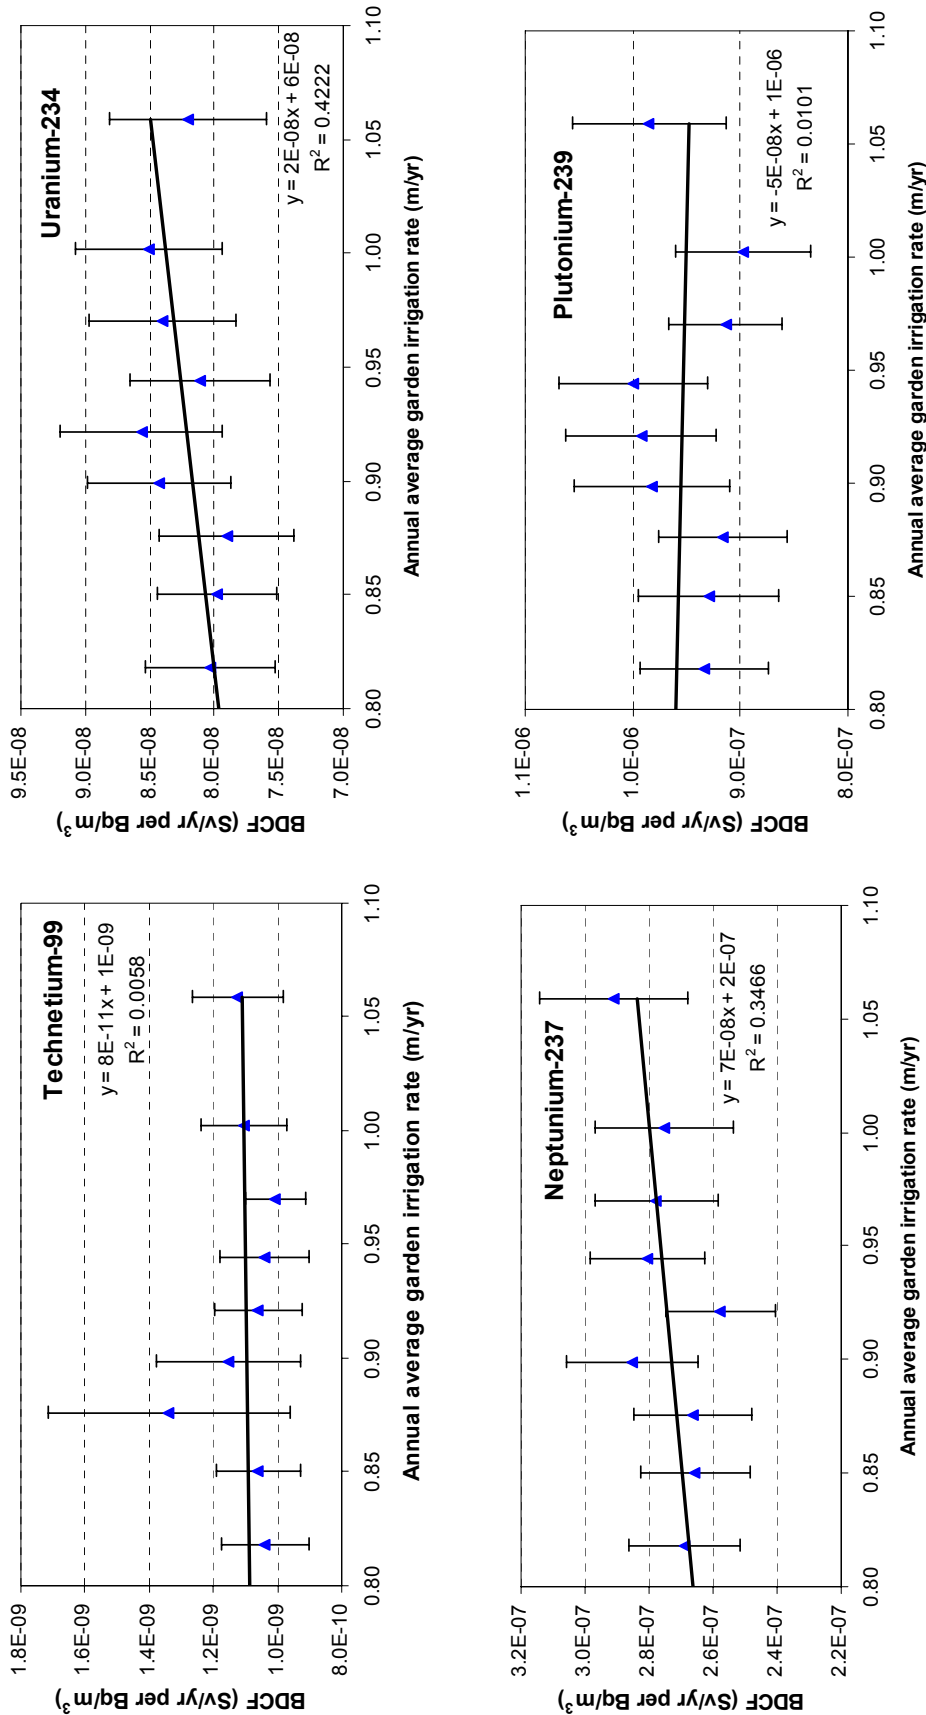 Technetium-99
y = 8E-11x + 1E-09
R² = 0.0058
BDCF (Sv/yr per Bq/m³)
1.8E-09
1.6E-09
1.4E-09
1.2E-09
1.0E-09
8.0E-10
0.80 0.85 0.90 0.95 1.00 1.05 1.10
Annual average garden irrigation rate (m/yr)
Uranium-234
y = 2E-08x + 6E-08
R² = 0.4222
BDCF (Sv/yr per Bq/m³)
9.5E-08
9.0E-08
8.5E-08
8.0E-08
7.5E-08
7.0E-08
0.80 0.85 0.90 0.95 1.00 1.05 1.10
Annual average garden irrigation rate (m/yr)
Neptunium-237
y = 7E-08x + 2E-07
R² = 0.3466
BDCF (Sv/yr per Bq/m³)
3.2E-07
3.0E-07
2.8E-07
2.6E-07
2.4E-07
2.2E-07
0.80 0.85 0.90 0.95 1.00 1.05 1.10
Annual average garden irrigation rate (m/yr)
Plutonium-239
y = -5E-08x + 1E-06
R² = 0.0101
BDCF (Sv/yr per Bq/m³)
1.1E-06
1.0E-06
9.0E-07
8.0E-07
0.80 0.85 0.90 0.95 1.00 1.05 1.10
Annual average garden irrigation rate (m/yr)